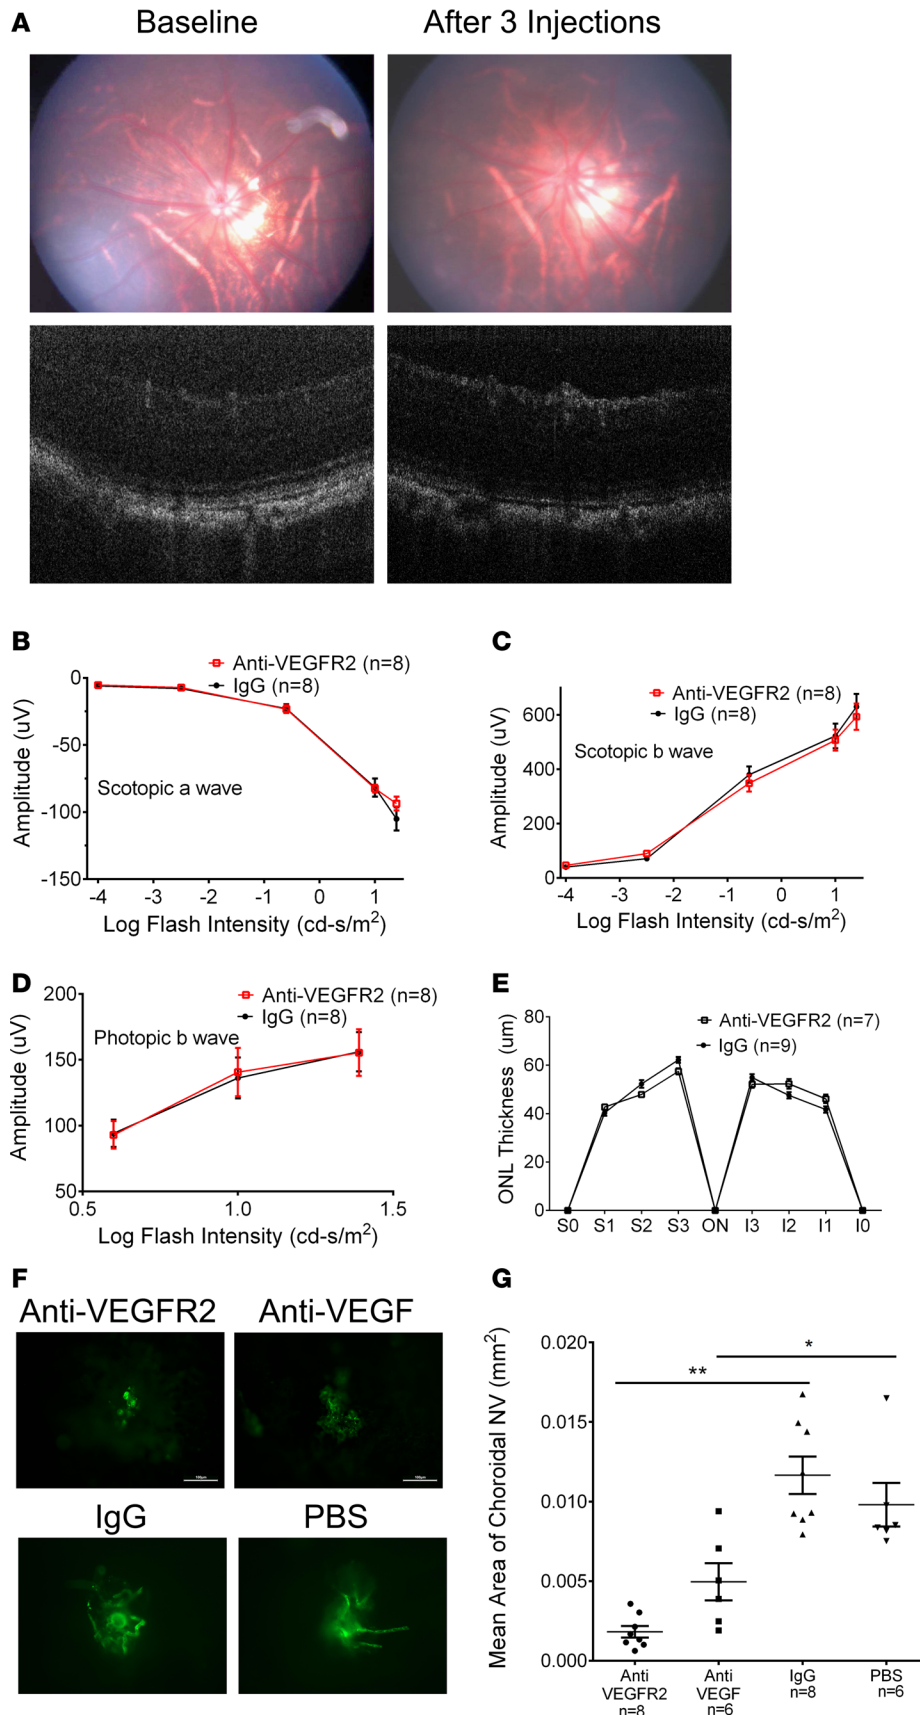 A
Baseline
After 3 Injections
B
Anti-VEGFR2 (n=8)
IgG (n=8)
Amplitude (uV)
0
-50
-100
-150
Scotopic a wave
-4
-3
-2
-1
0
1
Log Flash Intensity (cd-s/m²)
C
Anti-VEGFR2 (n=8)
IgG (n=8)
Amplitude (uV)
600
400
200
0
Scotopic b wave
-4
-3
-2
-1
0
1
Log Flash Intensity (cd-s/m²)
D
Anti-VEGFR2 (n=8)
IgG (n=8)
Amplitude (uV)
200
150
100
50
Photopic b wave
0.5
1.0
1.5
Log Flash Intensity (cd-s/m²)
E
Anti-VEGFR2 (n=7)
IgG (n=9)
ONL Thickness (um)
80
60
40
20
0
S0
S1
S2
S3
ON
I3
I2
I1
I0
F
Anti-VEGFR2
Anti-VEGF
100μm
100μm
IgG
PBS
G
Mean Area of Choroidal NV (mm²)
0.020
0.015
0.010
0.005
0.000
*
**
Anti
VEGFR2
n=8
Anti
VEGF
n=6
IgG
n=8
PBS
n=6